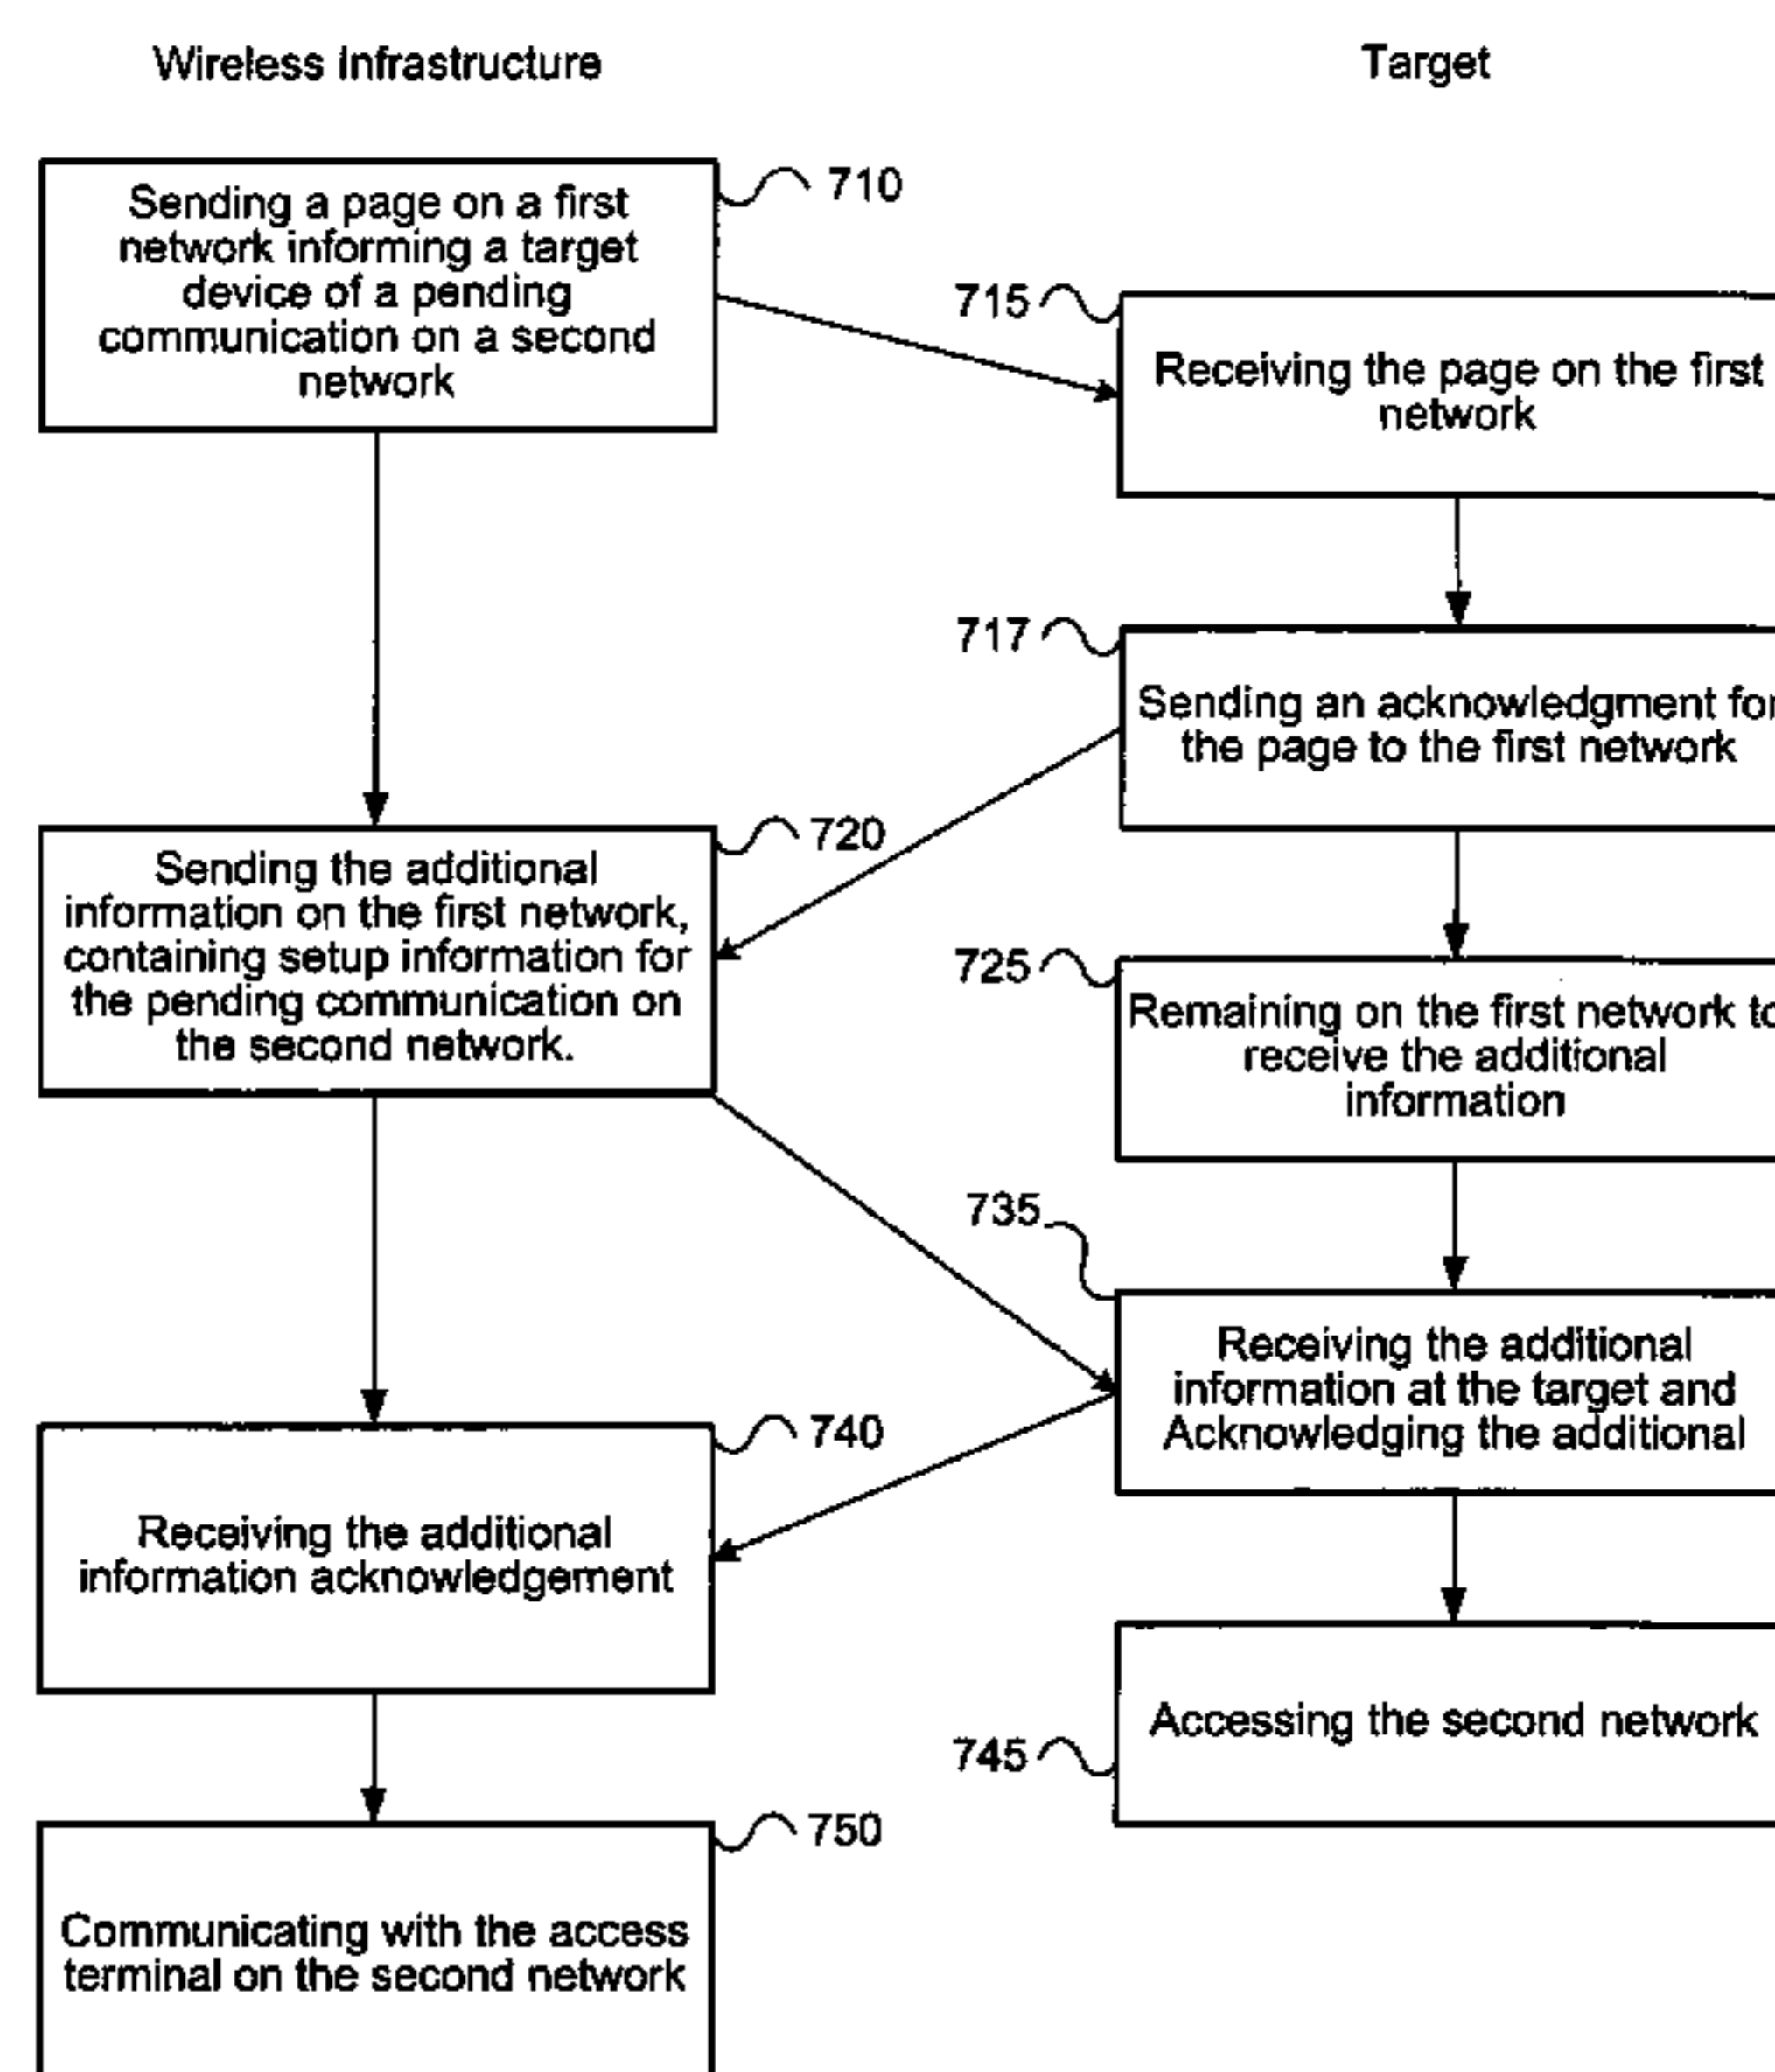 Wireless Infrastructure
Target
Sending a page on a first
network informing a target
device of a pending
communication on a second
network
710
715
Receiving the page on the first
network
717
Sending an acknowledgment for
the page to the first network
720
Sending the additional
information on the first network,
containing setup information for
the pending communication on
the second network.
725
Remaining on the first network to
receive the additional
information
735
Receiving the additional
information at the target and
Acknowledging the additional
740
Receiving the additional
information acknowledgement
745
Accessing the second network
750
Communicating with the access
terminal on the second network